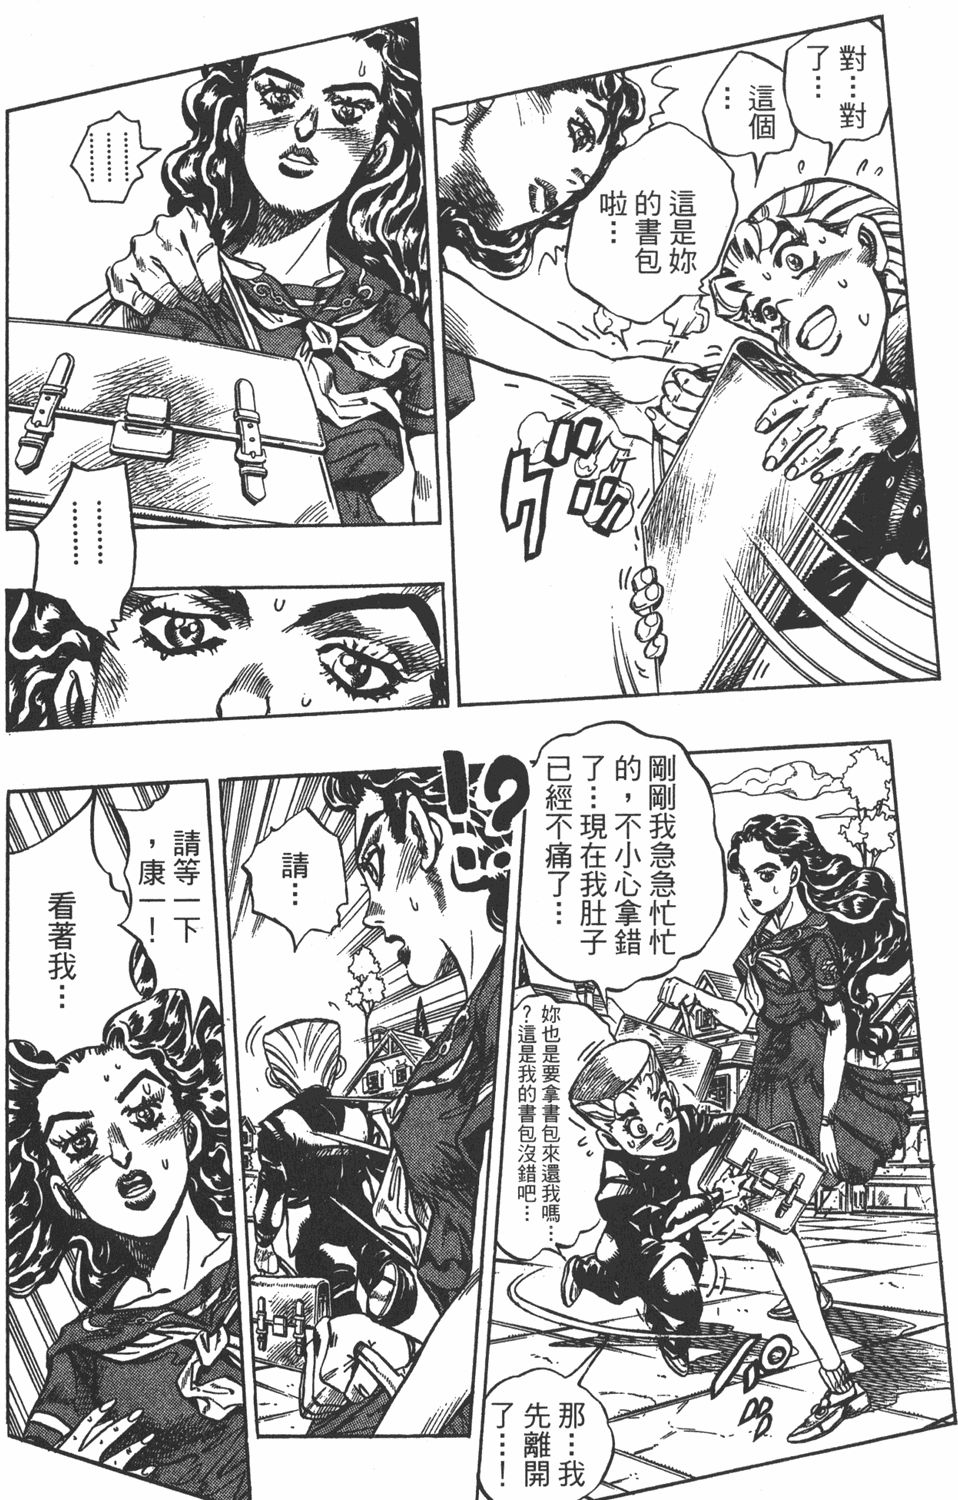 對…對
了…
這個
…
這是妳
的書包
啦…
グッ
………
………
剛剛我急急忙忙
的，不小心拿錯
了…現在我肚子
已經不痛了…
妳也是要拿書包來還我嗎…
？這是我的書包沒錯吧…
那…我
先離開
了…！
!?
請…
請等一下
，康一！
看著我…